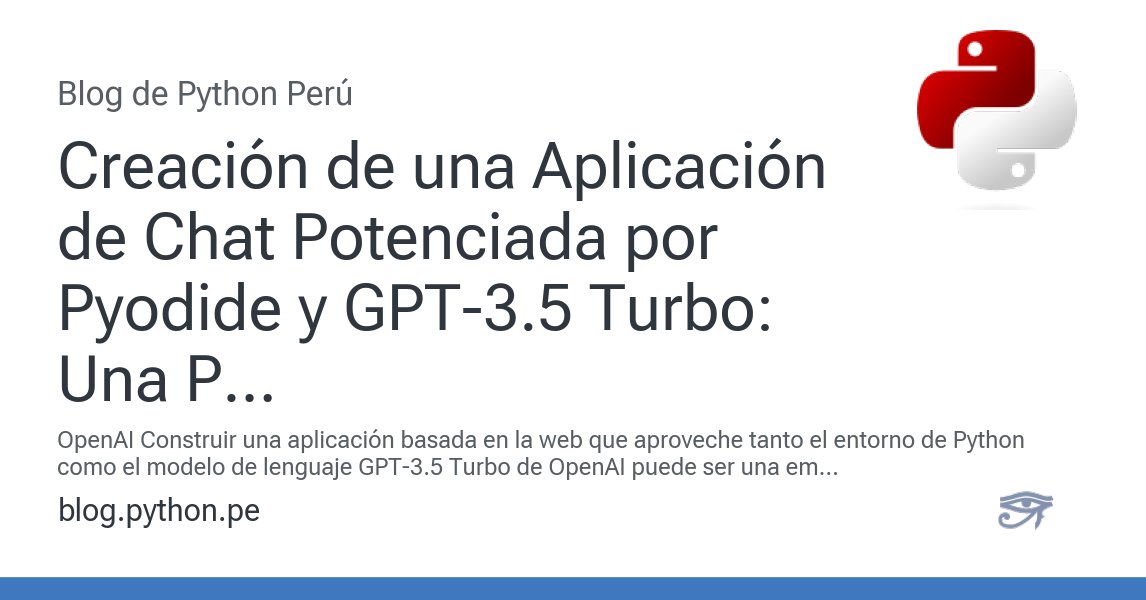 Blog de Python Perú
Creación de una Aplicación
de Chat Potenciada por
Pyodide y GPT-3.5 Turbo:
Una P...
OpenAI Construir una aplicación basada en la web que aproveche tanto el entorno de Python
como el modelo de lenguaje GPT-3.5 Turbo de OpenAI puede ser una em...
blog.python.pe